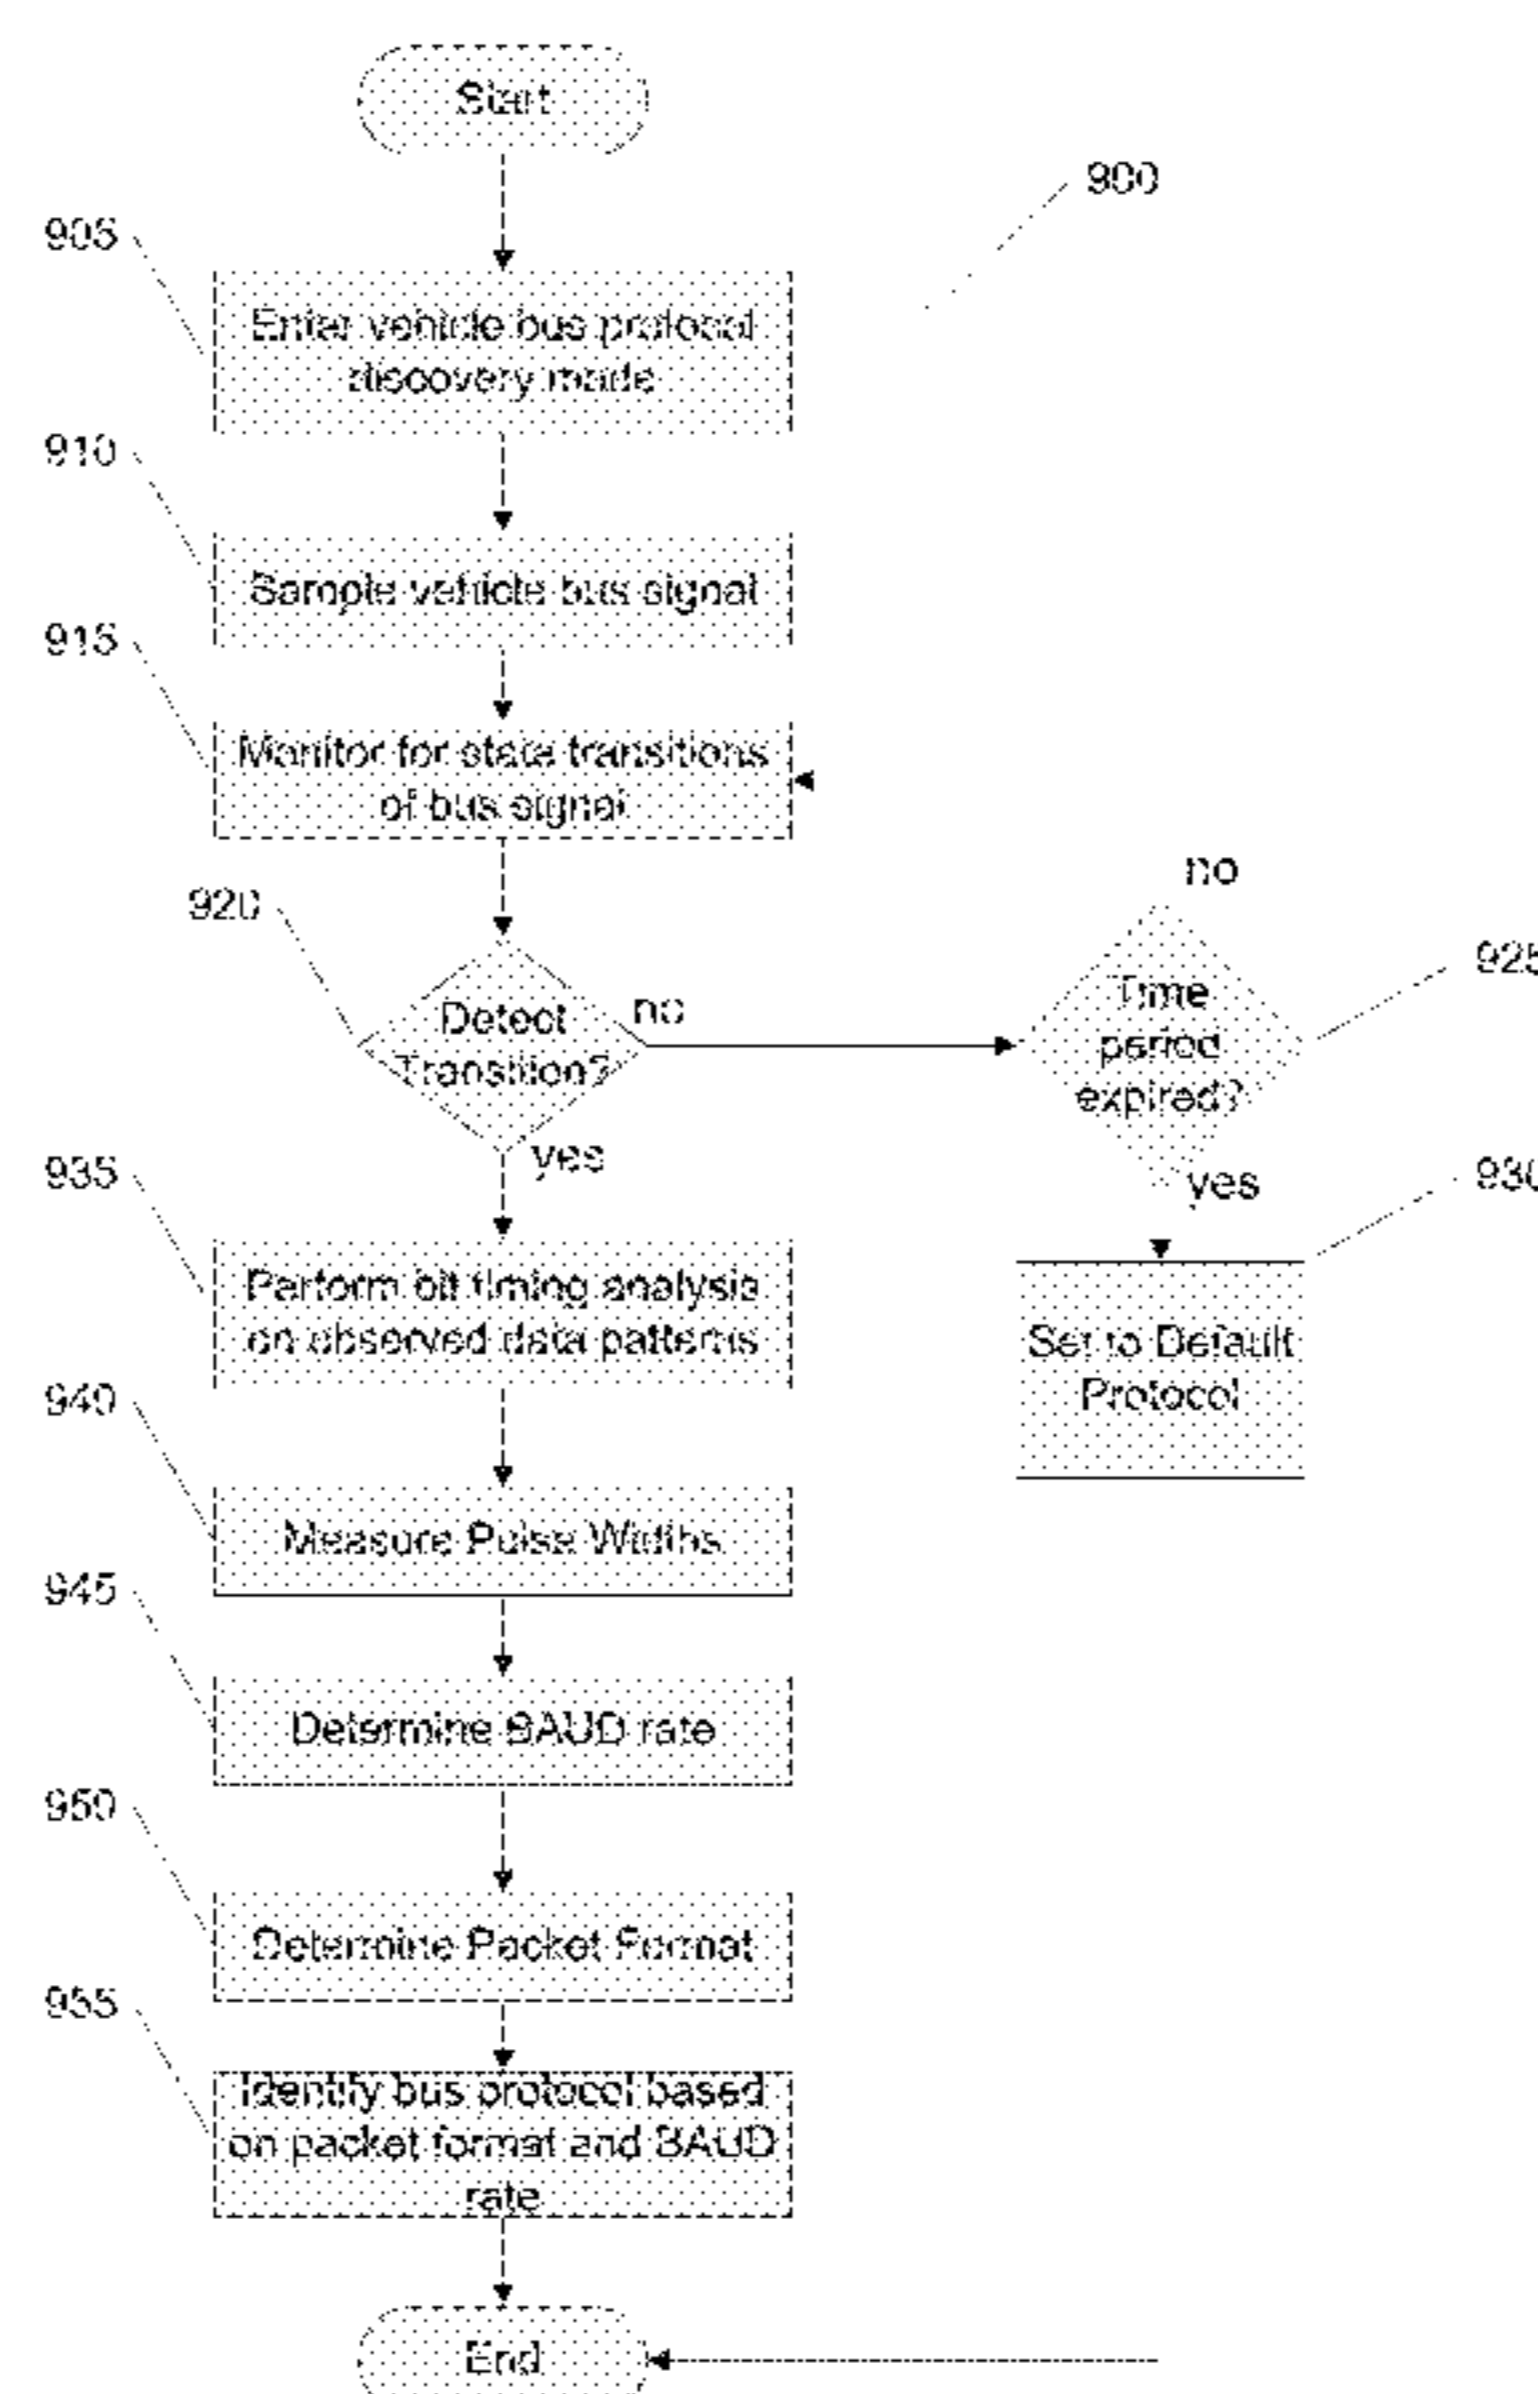 Start
900
905
Enter vehicle bus protocol
discovery mode
910
Sample vehicle bus signal
915
Monitor for state transitions
of bus signal
920
Detect
Transition?
no
yes
no
Time
period
expired?
yes
925
930
Set to Default
Protocol
935
Perform bit timing analysis
on observed data patterns
940
Measure Pulse Widths
945
Determine BAUD rate
950
Determine Packet Format
955
Identify bus protocol based
on packet format and BAUD
rate
End